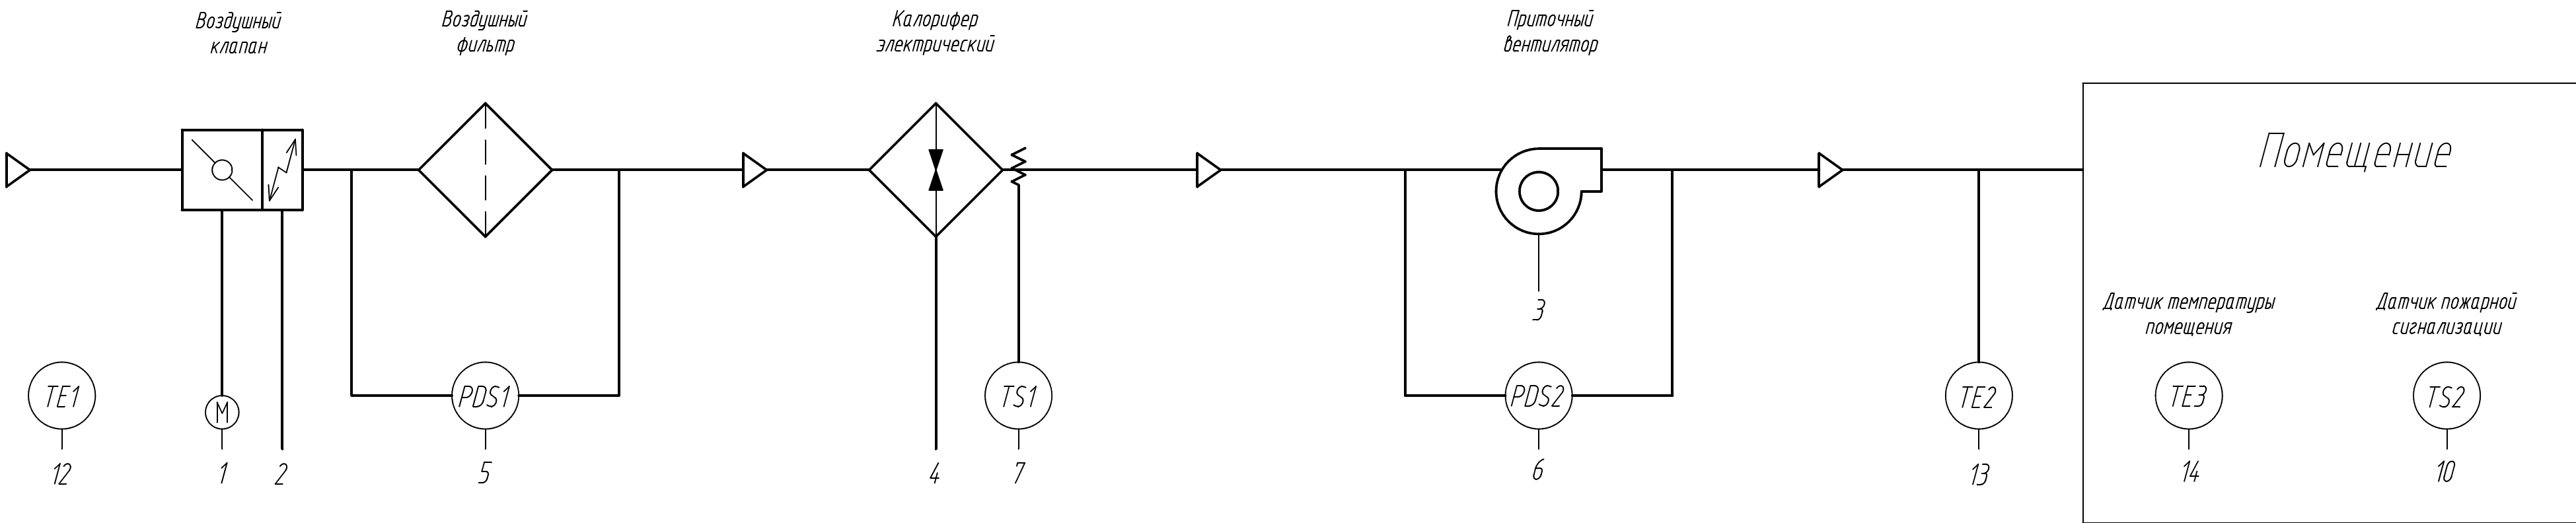 Воздушный
клапан
Воздушный
фильтр
Калорифер
электрический
Приточный
вентилятор
Помещение
3
Датчик температуры
помещения
Датчик пожарной
сигнализации
TE1
M
PDS1
TS1
PDS2
TE2
TE3
TS2
12
1
2
5
4
7
6
13
14
10